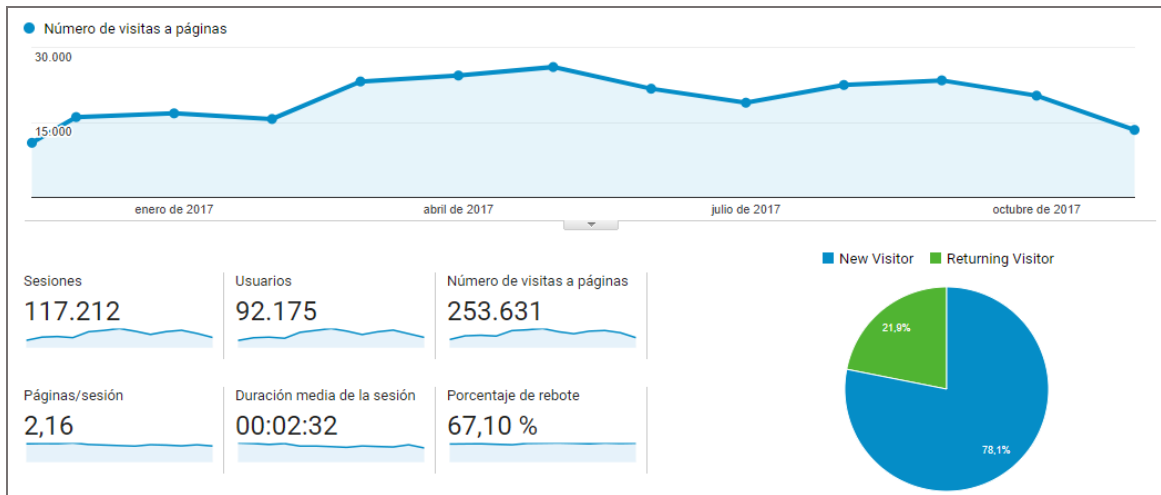 Número de visitas a páginas
30.000
15.000
enero de 2017 abril de 2017 julio de 2017 octubre de 2017
New Visitor Returning Visitor
Sesiones Usuarios Número de visitas a páginas
117.212 92.175 253.631
21,9%
Páginas/sesión Duración media de la sesión Porcentaje de rebote
2,16 00:02:32 67,10 %
78,1%